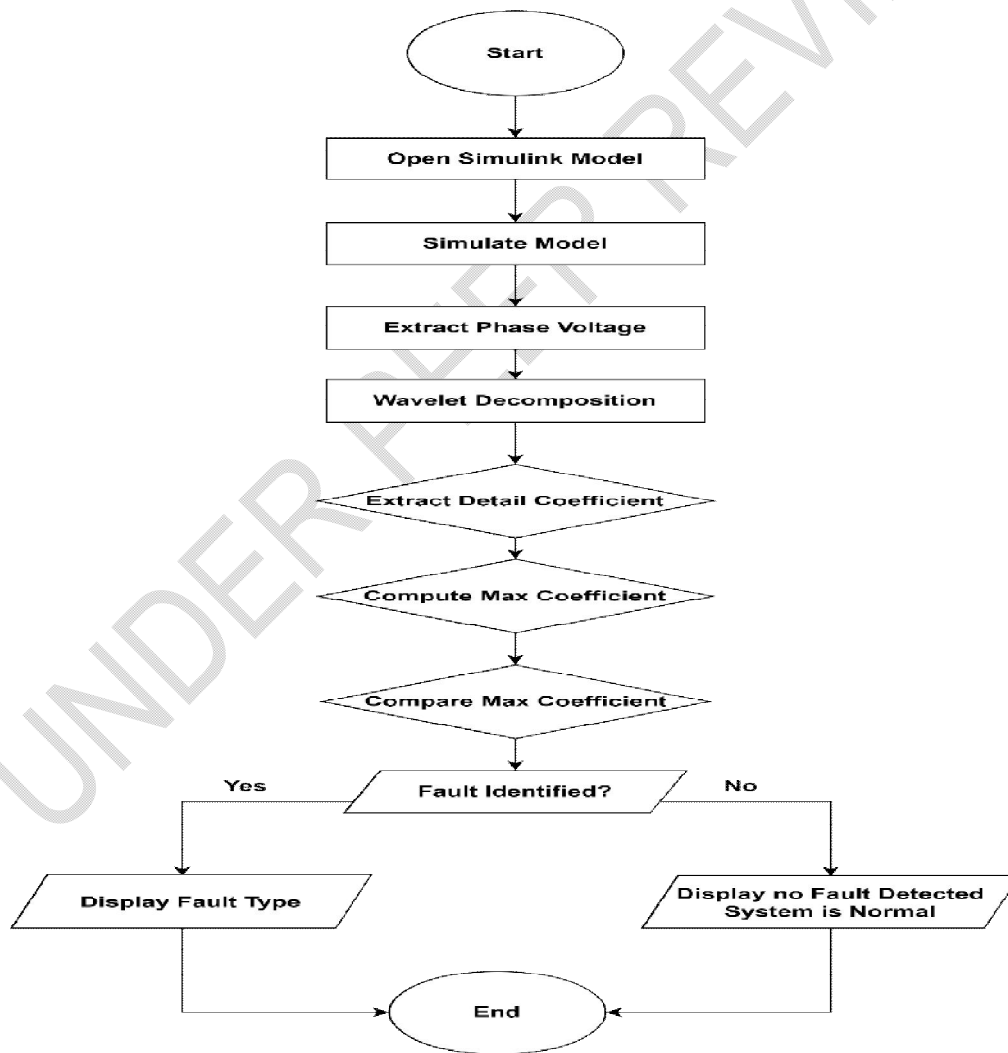 Start
Open Simulink Model
Simulate Model
Extract Phase Voltage
Wavelet Decomposition
Extract Detail Coefficient
Compute Max Coefficient
Compare Max Coefficient
Fault Identified?
Yes
No
Display Fault Type
Display no Fault Detected
System is Normal
End
UNDER PEER REVI